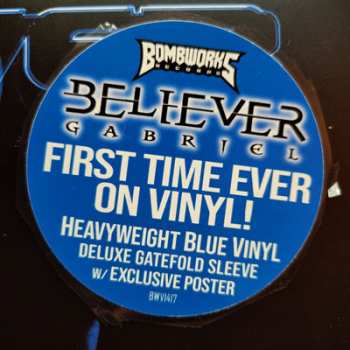 BOMBWORKS
RECORDS
BELIEVER
GABRIEL
FIRST TIME EVER
ON VINYL!
HEAVYWEIGHT BLUE VINYL
DELUXE GATEFOLD SLEEVE
W/ EXCLUSIVE POSTER
BWV1417